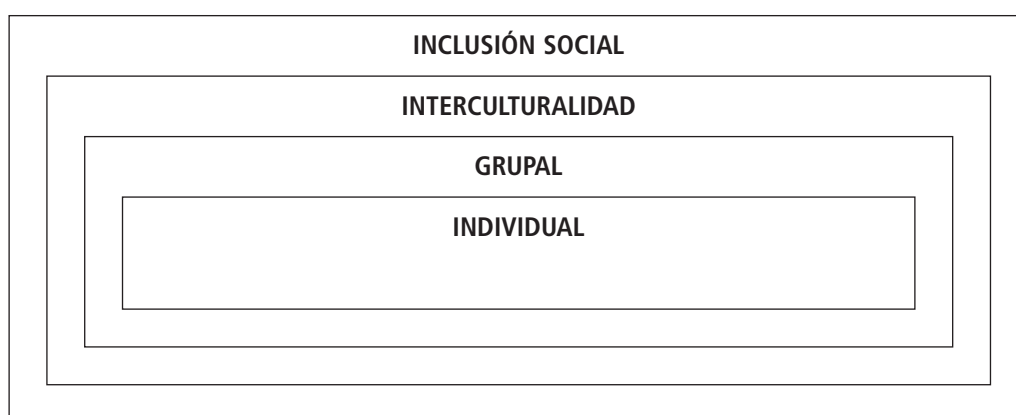 INCLUSIÓN SOCIAL
INTERCULTURALIDAD
GRUPAL
INDIVIDUAL